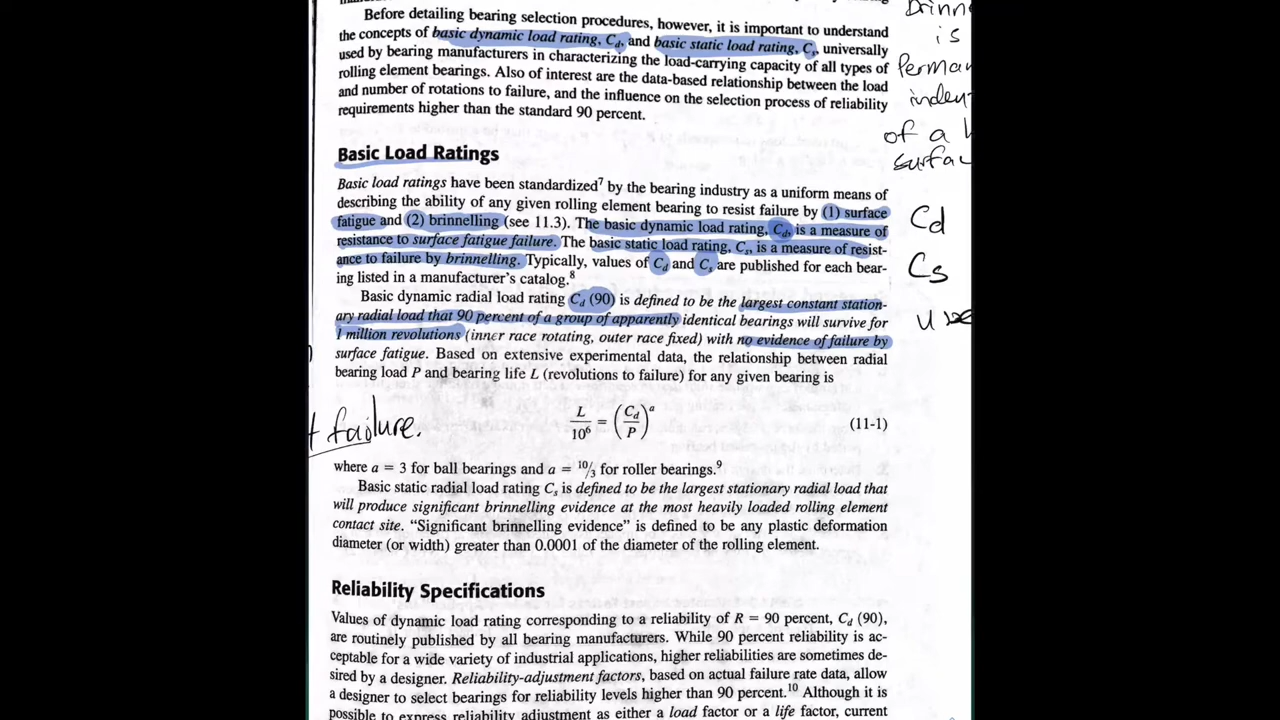 Before detailing bearing selection procedures, however, it is important to understand
the concepts of basic dynamic load rating, Cd, and basic static load rating, Cs, universally
used by bearing manufacturers in characterizing the load-carrying capacity of all types of
rolling element bearings. Also of interest are the data-based relationship between the load
and number of rotations to failure, and the influence on the selection process of reliability
requirements higher than the standard 90 percent.
is
of a
Basic Load Ratings
Basic load ratings have been standardized7 by the bearing industry as a uniform means of
describing the ability of any given rolling element bearing to resist failure by (1) surface
fatigue and (2) brinnelling (see 11.3). The basic dynamic load rating, Cd, is a measure of
resistance to surface fatigue failure. The basic static load rating, Cs, is a measure of resist-
ance to failure by brinnelling. Typically, values of Cd and Cs are published for each bear-
ing listed in a manufacturer's catalog.8
Cd
Cs
use
Basic dynamic radial load rating Cd (90) is defined to be the largest constant station-
ary radial load that 90 percent of a group of apparently identical bearings will survive for
1 million revolutions (inner race rotating, outer race fixed) with no evidence of failure by
surface fatigue. Based on extensive experimental data, the relationship between radial
bearing load P and bearing life L (revolutions to failure) for any given bearing is
L/10⁶ = (Cd/P)ᵃ (11-1)
failure.
where a = 3 for ball bearings and a = 10/3 for roller bearings.9
Basic static radial load rating Cs is defined to be the largest stationary radial load that
will produce significant brinnelling evidence at the most heavily loaded rolling element
contact site. "Significant brinnelling evidence" is defined to be any plastic deformation
diameter (or width) greater than 0.0001 of the diameter of the rolling element.
Reliability Specifications
Values of dynamic load rating corresponding to a reliability of R = 90 percent, Cd (90),
are routinely published by all bearing manufacturers. While 90 percent reliability is ac-
ceptable for a wide variety of industrial applications, higher reliabilities are sometimes de-
sired by a designer. Reliability-adjustment factors, based on actual failure rate data, allow
a designer to select bearings for reliability levels higher than 90 percent.10 Although it is
possible to express reliability adjustment as either a load factor or a life factor, current